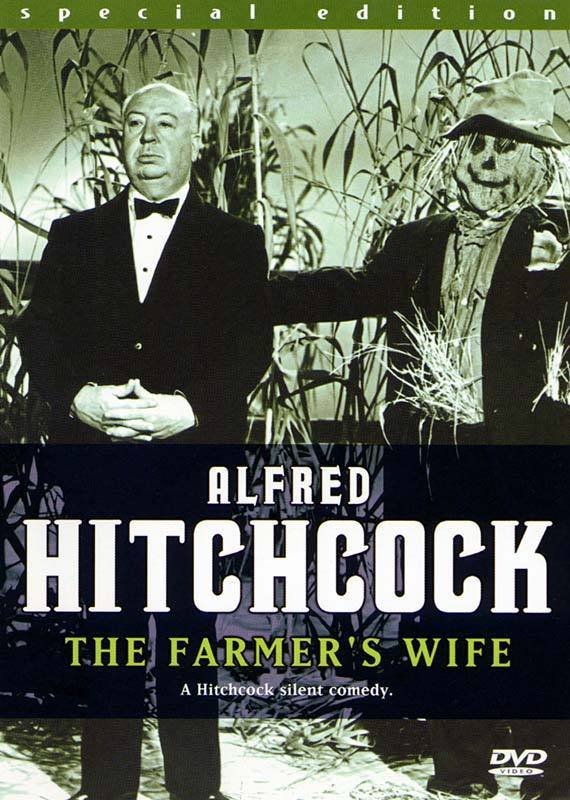 special edition
ALFRED
HITCHCOCK
THE FARMER'S WIFE
A Hitchcock silent comedy.
DVD
VIDEO